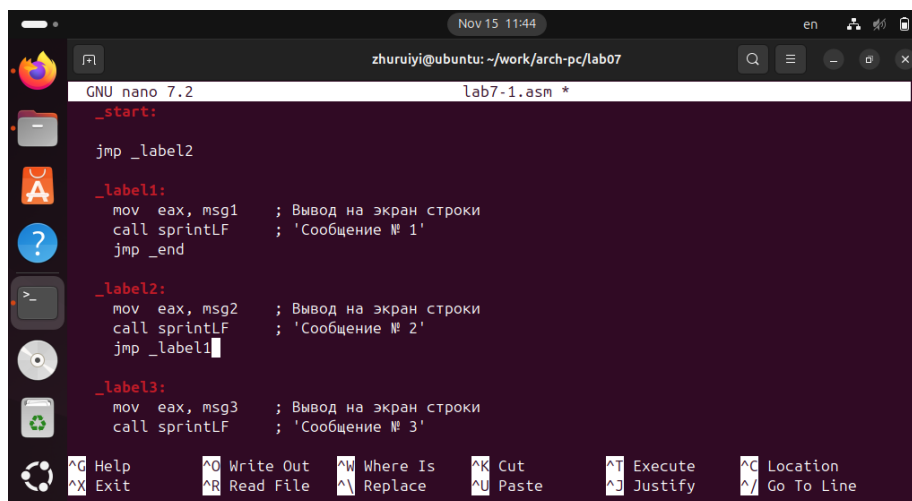 Nov 15 11:44
en
zhuruiyi@ubuntu: ~/work/arch-pc/lab07
GNU nano 7.2 lab7-1.asm *
_start:
jmp _label2
_label1:
mov eax, msg1 ; Вывод на экран строки
call sprintLF ; 'Сообщение № 1'
jmp _end
_label2:
mov eax, msg2 ; Вывод на экран строки
call sprintLF ; 'Сообщение № 2'
jmp _label1
_label3:
mov eax, msg3 ; Вывод на экран строки
call sprintLF ; 'Сообщение № 3'
^G Help ^O Write Out ^W Where Is ^K Cut ^T Execute ^C Location
^X Exit ^R Read File ^\ Replace ^U Paste ^J Justify ^/ Go To Line